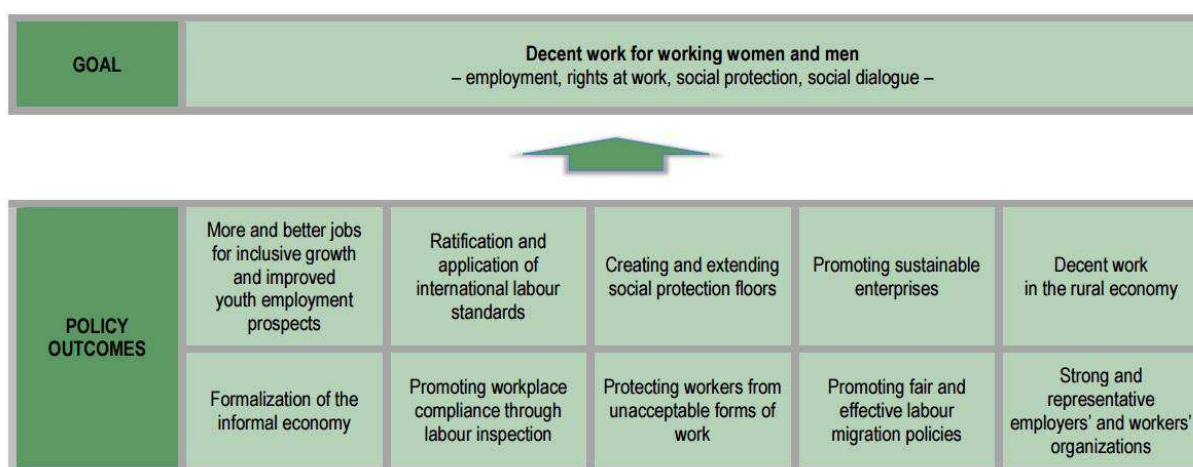 GOAL
Decent work for working women and men
– employment, rights at work, social protection, social dialogue –
POLICY
OUTCOMES
More and better jobs
for inclusive growth
and improved
youth employment
prospects
Ratification and
application of
international labour
standards
Creating and extending
social protection floors
Promoting sustainable
enterprises
Decent work
in the rural economy
Formalization of the
informal economy
Promoting workplace
compliance through
labour inspection
Protecting workers from
unacceptable forms of
work
Promoting fair and
effective labour
migration policies
Strong and
representative
employers’ and workers’
organizations